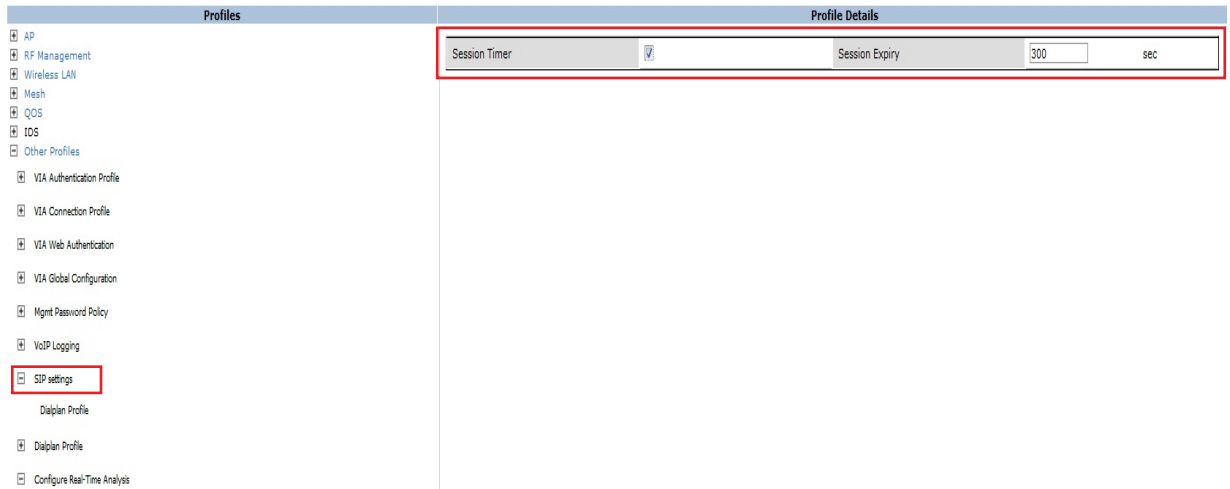 Profiles
Profile Details
AP
RF Management
Wireless LAN
Mesh
QOS
IDS
Other Profiles
VIA Authentication Profile
VIA Connection Profile
VIA Web Authentication
VIA Global Configuration
Mgmt Password Policy
VoIP Logging
SIP settings
Dialplan Profile
Dialplan Profile
Configure Real-Time Analysis
Session Timer Session Expiry 300 sec